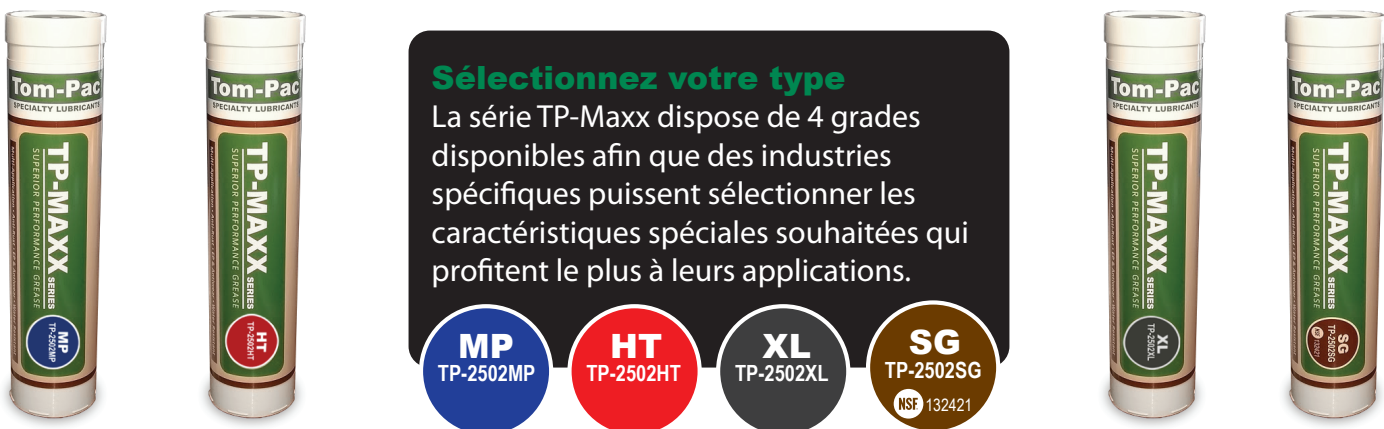 Tom-Pac
SPECIALTY LUBRICANTS
TP-MAXX SERIES
SUPERIOR PERFORMANCE GREASE
MP
TP-2502MP
Tom-Pac
SPECIALTY LUBRICANTS
TP-MAXX SERIES
SUPERIOR PERFORMANCE GREASE
HT
TP-2502HT
Sélectionnez votre type
La série TP-Maxx dispose de 4 grades
disponibles afin que des industries
spécifiques puissent sélectionner les
caractéristiques spéciales souhaitées qui
profitent le plus à leurs applications.
MP
TP-2502MP
HT
TP-2502HT
XL
TP-2502XL
SG
TP-2502SG
NSF 132421
Tom-Pac
SPECIALTY LUBRICANTS
TP-MAXX SERIES
SUPERIOR PERFORMANCE GREASE
XL
TP-2502XL
Tom-Pac
SPECIALTY LUBRICANTS
TP-MAXX SERIES
SUPERIOR PERFORMANCE GREASE
SG
TP-2502SG
NSF 132421